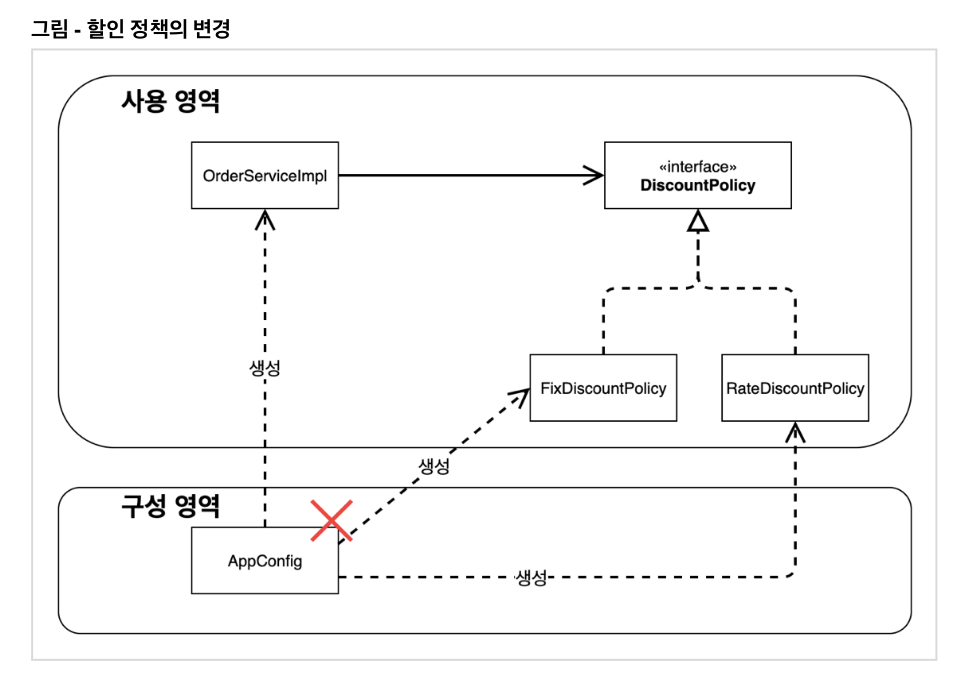 그림 - 할인 정책의 변경
사용 영역
OrderServiceImpl
«interface»
DiscountPolicy
생성
FixDiscountPolicy
RateDiscountPolicy
생성
구성 영역
AppConfig
생성